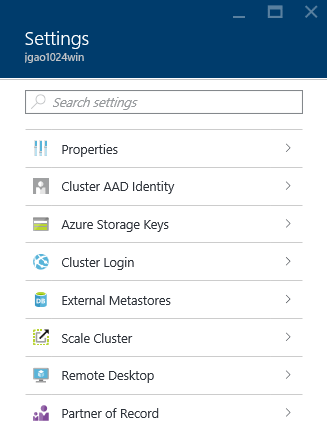 Settings
jgao1024win
Search settings
Properties
Cluster AAD Identity
Azure Storage Keys
Cluster Login
DB
External Metastores
Scale Cluster
Remote Desktop
Partner of Record